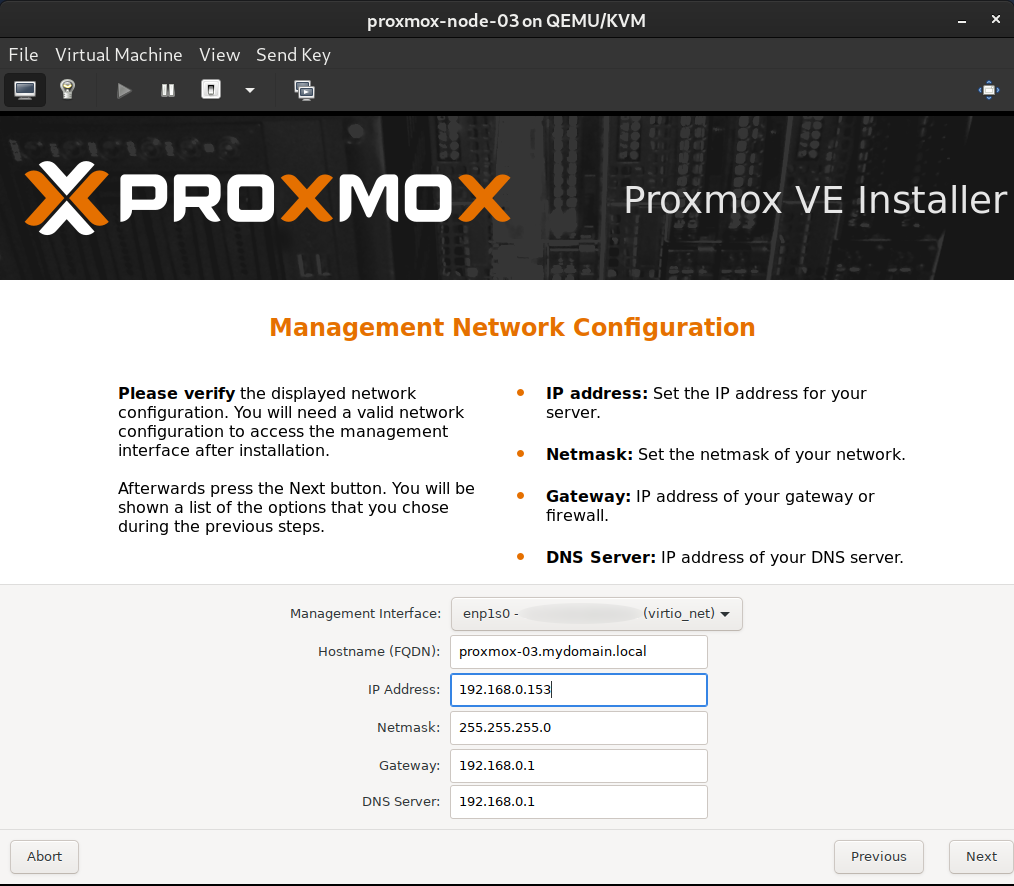 proxmox-node-03 on QEMU/KVM
File Virtual Machine View Send Key
PROXMOX
Proxmox VE Installer
Management Network Configuration
Please verify the displayed network
configuration. You will need a valid network
configuration to access the management
interface after installation.
Afterwards press the Next button. You will be
shown a list of the options that you chose
during the previous steps.
• IP address: Set the IP address for your
server.
• Netmask: Set the netmask of your network.
• Gateway: IP address of your gateway or
firewall.
• DNS Server: IP address of your DNS server.
Management Interface: enp1s0 - (virtio_net)
Hostname (FQDN): proxmox-03.mydomain.local
IP Address: 192.168.0.153
Netmask: 255.255.255.0
Gateway: 192.168.0.1
DNS Server: 192.168.0.1
Abort Previous Next